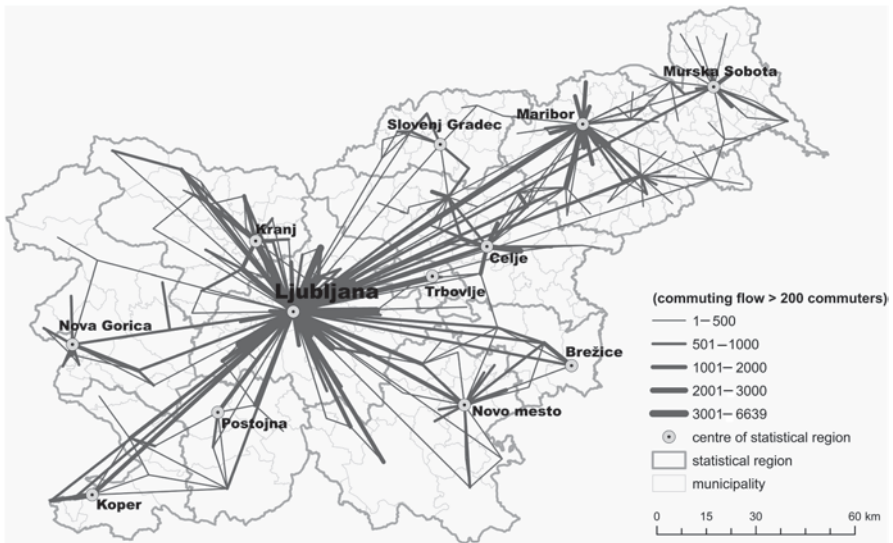 Murska Sobota
Maribor
Slovenj Gradec
Kranj
Celje
Ljubljana
Trbovlje
Nova Gorica
Brežice
Novo mesto
Postojna
Koper
(commuting flow > 200 commuters)
1–500
501–1000
1001–2000
2001–3000
3001–6639
centre of statistical region
statistical region
municipality
0 15 30 60 km